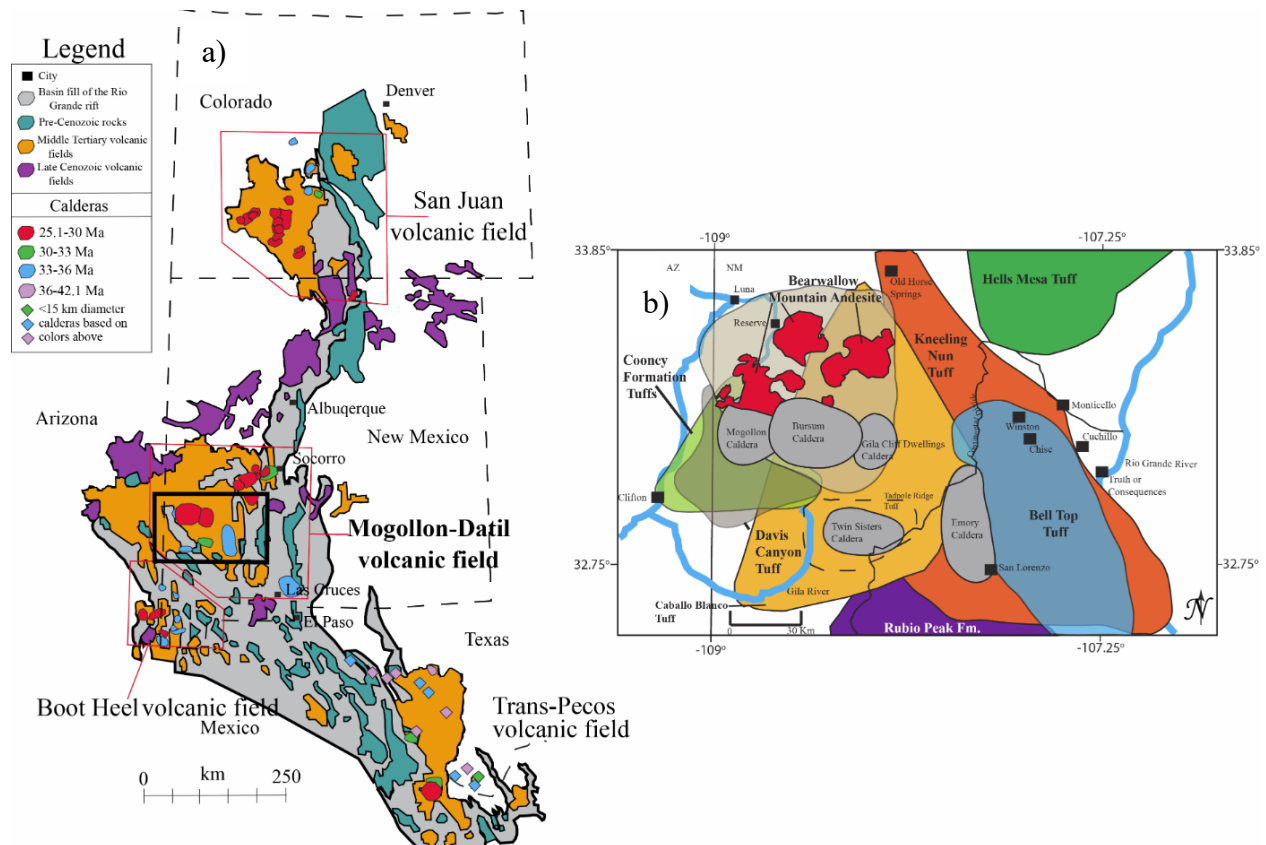 a)
Legend
City
Basin fill of the Rio
Grande rift
Pre-Cenozoic rocks
Middle Tertiary volcanic
fields
Late Cenozoic volcanic
fields
Calderas
25.1-30 Ma
30-33 Ma
33-36 Ma
36-42.1 Ma
<15 km diameter
calderas based on
colors above
Colorado
Denver
San Juan
volcanic field
Arizona
Albuqerque
New Mexico
Socorro
Mogollon-Datil
volcanic field
Las Cruces
El Paso
Texas
Boot Heel volcanic field
Mexico
Trans-Pecos
volcanic field
km
0
250
b)
-109°
-107.25°
33.85°
33.85°
AZ
NM
Luna
Bearwallow
Mountain Andesite
Old Horse
Springs
Hells Mesa Tuff
Reserve
Kneeling
Nun
Tuff
Cooney
Formation
Tuffs
Monticello
Mogollon
Caldera
Bursum
Caldera
Gila Cliff Dwellings
Caldera
Continental Divide
Winston
Chise
Cuchillo
Rio Grande River
Truth or
Consequences
Clifton
Tadpole Ridge
Tuff
Twin Sisters
Caldera
Emory
Caldera
Bell Top
Tuff
Davis
Canyon
Tuff
32.75°
32.75°
San Lorenzo
Gila River
Caballo Blanco
Tuff
0
30 Km
Rubio Peak Fm.
N
-109°
-107.25°